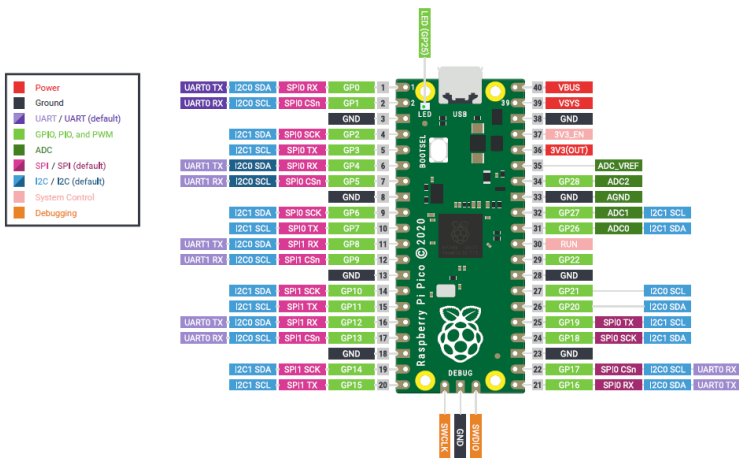 LED (GP25)
Power
Ground
UART / UART (default)
GPIO, PIO, and PWM
ADC
SPI / SPI (default)
I2C / I2C (default)
System Control
Debugging
UART0 TX I2C0 SDA SPI0 RX GP0 1
UART0 RX I2C0 SCL SPI0 CSn GP1 2
GND 3
I2C1 SDA SPI0 SCK GP2 4
I2C1 SCL SPI0 TX GP3 5
UART1 TX I2C0 SDA SPI0 RX GP4 6
UART1 RX I2C0 SCL SPI0 CSn GP5 7
GND 8
I2C1 SDA SPI0 SCK GP6 9
I2C1 SCL SPI0 TX GP7 10
UART1 TX I2C0 SDA SPI1 RX GP8 11
UART1 RX I2C0 SCL SPI1 CSn GP9 12
GND 13
I2C1 SDA SPI1 SCK GP10 14
I2C1 SCL SPI1 TX GP11 15
UART0 TX I2C0 SDA SPI1 RX GP12 16
UART0 RX I2C0 SCL SPI1 CSn GP13 17
GND 18
I2C1 SDA SPI1 SCK GP14 19
I2C1 SCL SPI1 TX GP15 20
1
2
39
LED
USB
BOOTSEL
Raspberry Pi Pico © 2020
DEBUG
40 VBUS
39 VSYS
38 GND
37 3V3_EN
36 3V3(OUT)
35 ADC_VREF
34 GP28 ADC2
33 GND AGND
32 GP27 ADC1 I2C1 SCL
31 GP26 ADC0 I2C1 SDA
30 RUN
29 GP22
28 GND
27 GP21 I2C0 SCL
26 GP20 I2C0 SDA
25 GP19 SPI0 TX I2C1 SCL
24 GP18 SPI0 SCK I2C1 SDA
23 GND
22 GP17 SPI0 CSn I2C0 SCL UART0 RX
21 GP16 SPI0 RX I2C0 SDA UART0 TX
SWCLK
GND
SWDIO